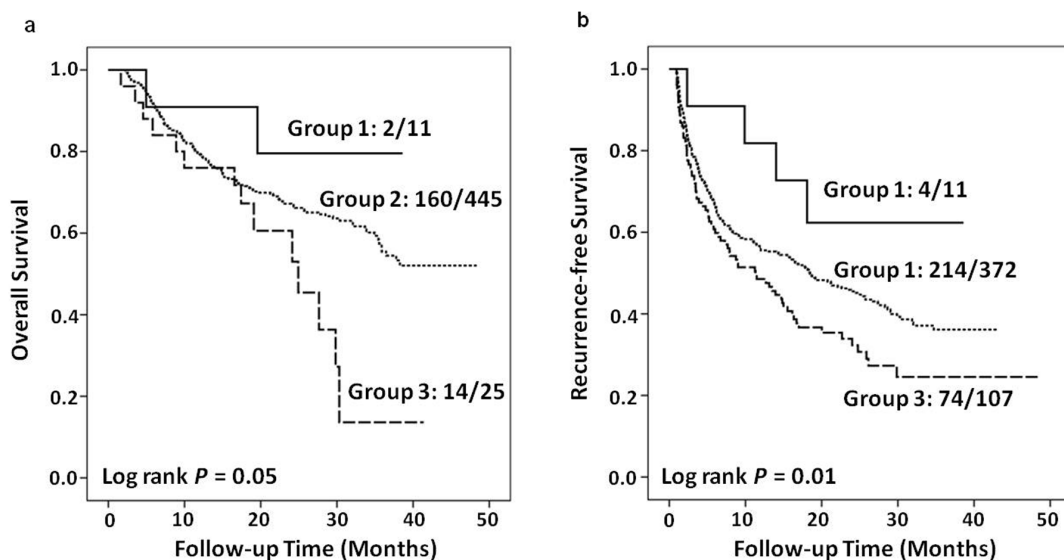 a
Overall Survival
1.0
0.8
0.6
0.4
0.2
0.0
Group 1: 2/11
Group 2: 160/445
Group 3: 14/25
Log rank P = 0.05
0 10 20 30 40 50
Follow-up Time (Months)
b
Recurrence-free Survival
1.0
0.8
0.6
0.4
0.2
0.0
Group 1: 4/11
Group 1: 214/372
Group 3: 74/107
Log rank P = 0.01
0 10 20 30 40 50
Follow-up Time (Months)